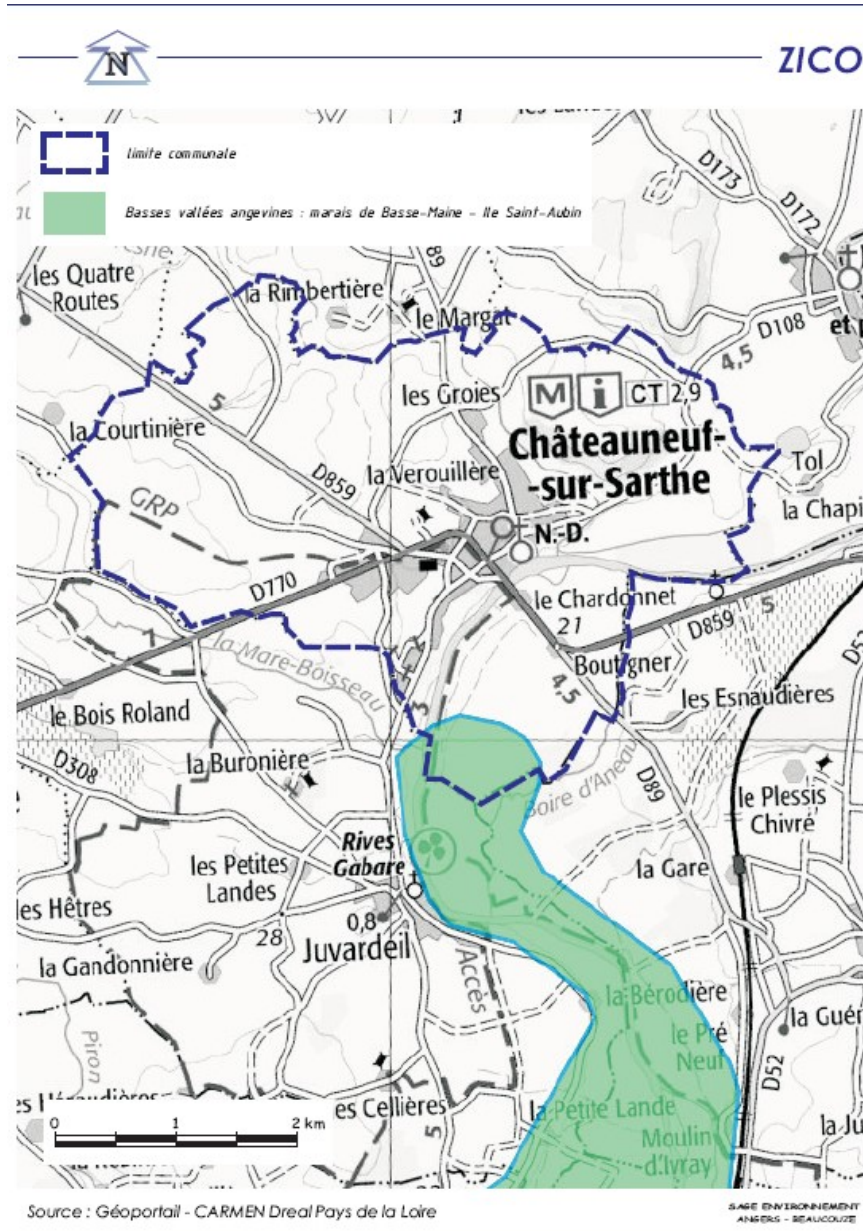 N
ZICO
limite communale
D173
Basses vallées angevines : marais de Basse-Maine - Ile Saint-Aubin
D172
89
les Quatre
Routes
la Rimbertière
le Margat
D108
4,5
5
les Groies
M i CT 2,9
la Courtinière
Châteauneuf-
-sur-Sarthe
D859
la Verouillère
Tol
GRP
N.-D.
la Chapi
D770
le Chardonnet
21
D859
5
la Mare-Boisseau
Boutigner
4,5
3
les Esnaudières
le Bois Roland
D308
la Buronière
Boire d'Aneau
D89
le Plessis
Chivré
Rives
Gabare
les Petites
Landes
la Gare
les Hêtres
0,8
28
Juvardeil
la Gandonnière
Accès
la Bérodière
le Pré
Neuf
la Guér
Piron
D52
es Cellières
la Petite Lande
5
Moulin
d'Ivray
la Ju
0 1 2 km
Source : Géoportail - CARMEN Dreal Pays de la Loire
SAGE ENVIRONNEMENT
ANGERS - BEAUCOUZE